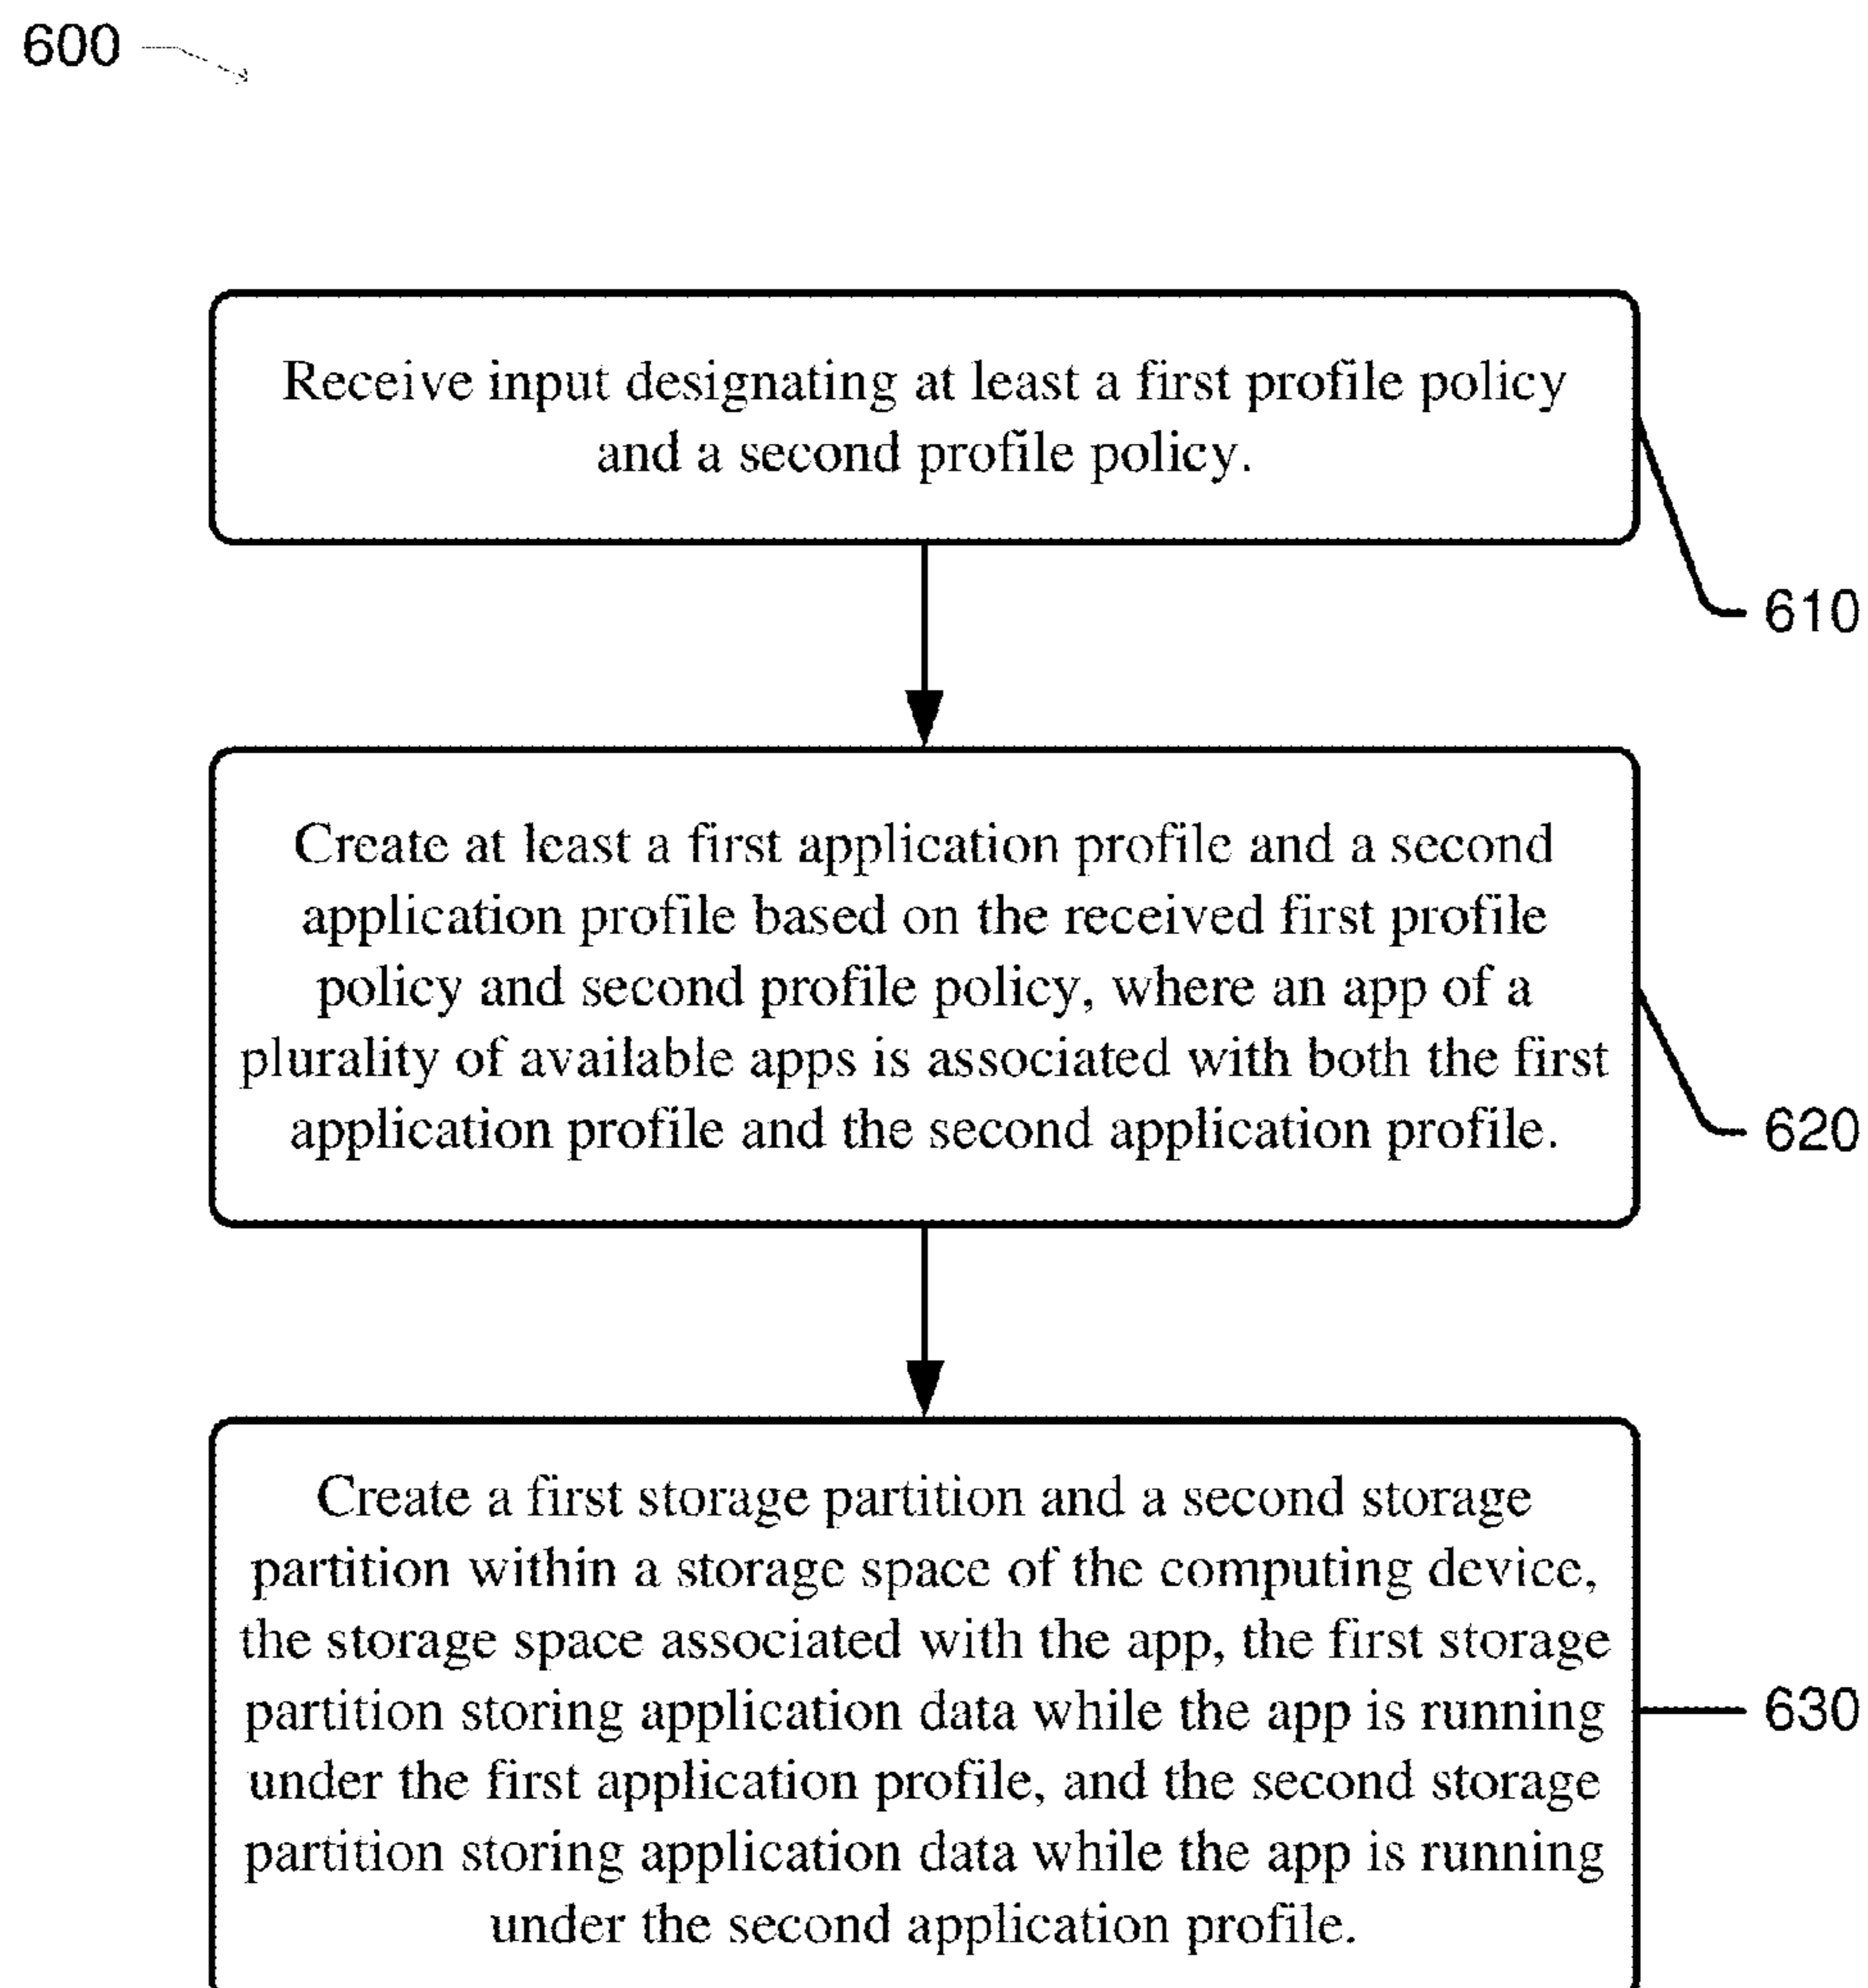 600
Receive input designating at least a first profile policy
and a second profile policy.
610
Create at least a first application profile and a second
application profile based on the received first profile
policy and second profile policy, where an app of a
plurality of available apps is associated with both the first
application profile and the second application profile.
620
Create a first storage partition and a second storage
partition within a storage space of the computing device,
the storage space associated with the app, the first storage
partition storing application data while the app is running
under the first application profile, and the second storage
partition storing application data while the app is running
under the second application profile.
630